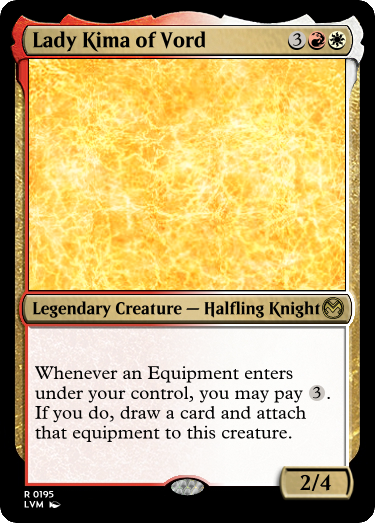 Lady Kima of Vord 3
Legendary Creature — Halfling Knight
Whenever an Equipment enters
under your control, you may pay 3.
If you do, draw a card and attach
that equipment to this creature.
2/4
R 0195
LVM